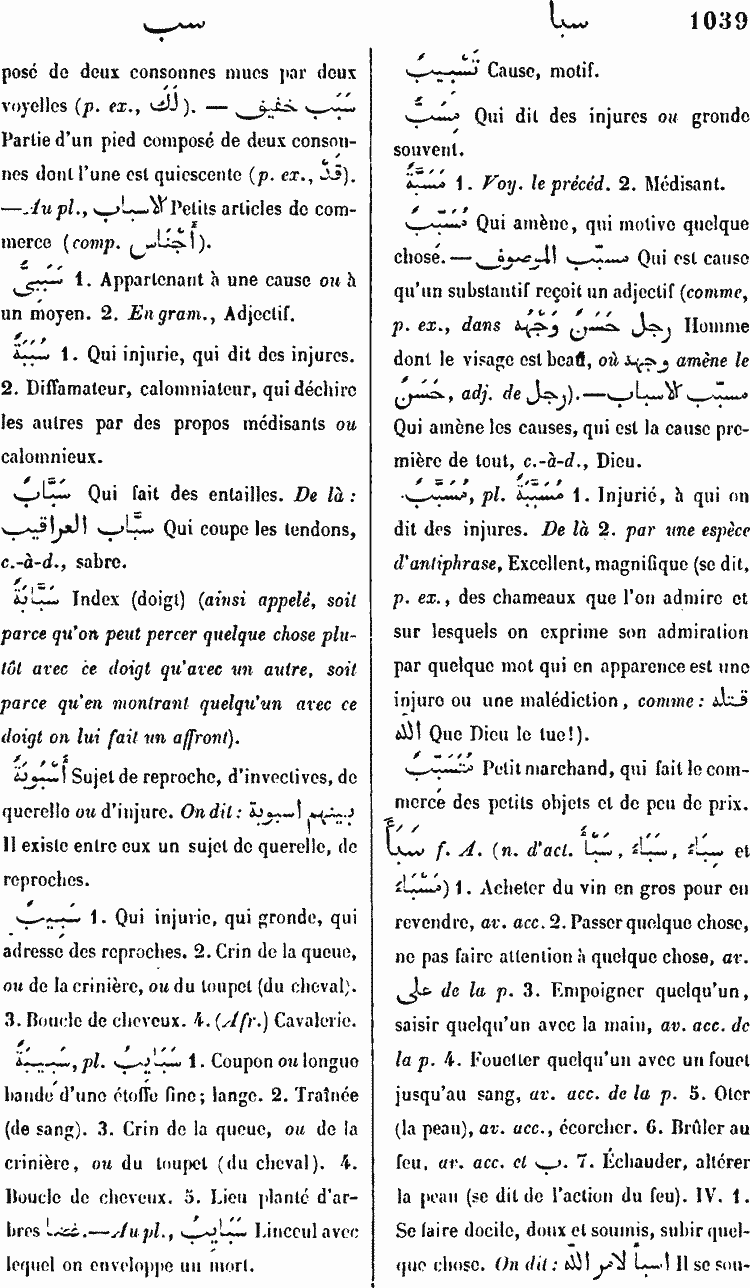 سب
سبأ
1039
posé de deux consonnes mues par deux
voyelles (p. ex., لَكَ). — سَبَب خفيف
Partie d'un pied composé de deux conson-
nes dont l'une est quiescente (p. ex., قَدْ).
— Au pl., الاسباب Petits articles de com-
merce (comp. أَجْنَاس).
سَبَبِىٌّ 1. Appartenant à une cause ou à
un moyen. 2. En gram., Adjectif.
سُبَبَةٌ 1. Qui injurie, qui dit des injures.
2. Diffamateur, calomniateur, qui déchire
les autres par des propos médisants ou
calomnieux.
سَبَّابٌ Qui fait des entailles. De là :
سبَّاب العراقيب Qui coupe les tendons,
c.-à-d., sabre.
سَبَّابَةٌ Index (doigt) (ainsi appelé, soit
parce qu'on peut percer quelque chose plu-
tôt avec ce doigt qu'avec un autre, soit
parce qu'en montrant quelqu'un avec ce
doigt on lui fait un affront).
أُسْبُوبَةٌ Sujet de reproche, d'invectives, de
querelle ou d'injure. On dit : بينهم اسبوبة
Il existe entre eux un sujet de querelle, de
reproches.
سَبِيبٌ 1. Qui injurie, qui gronde, qui
adresse des reproches. 2. Crin de la queue,
ou de la crinière, ou du toupet (du cheval).
3. Boucle de cheveux. 4. (Afr.) Cavalerie.
سَبِيبَةٌ, pl. سَبَايِبُ 1. Coupon ou longue
bande d'une étoffe fine; lange. 2. Traînée
(de sang). 3. Crin de la queue, ou de la
crinière, ou du toupet (du cheval). 4.
Boucle de cheveux. 5. Lieu planté d'ar-
bres غضا.—Au pl., سَبَايِبُ Linceul avec
lequel on enveloppe un mort.
تَسْبِيبٌ Cause, motif.
مِسَبٌّ Qui dit des injures ou gronde
souvent.
مَسَبَّةٌ 1. Voy. le précéd. 2. Médisant.
مُسَبِّبٌ Qui amène, qui motive quelque
chose.— مسبّب الموصوف Qui est cause
qu'un substantif reçoit un adjectif (comme,
p. ex., dans رجل حَسَنٌ وَجْهُهُ Homme
dont le visage est beau, où وجهه amène le
حَسَنٌ, adj. de رجل).— مسبّب الاسباب
Qui amène les causes, qui est la cause pre-
mière de tout, c.-à-d., Dieu.
مُسَبَّبٌ, pl. مُسَبَّبَةٌ 1. Injurié, à qui on
dit des injures. De là 2. par une espèce
d'antiphrase, Excellent, magnifique (se dit,
p. ex., des chameaux que l'on admire et
sur lesquels on exprime son admiration
par quelque mot qui en apparence est une
injure ou une malédiction, comme : قتله
الله Que Dieu le tue!).
مُتَسَبِّبٌ Petit marchand, qui fait le com-
merce des petits objets et de peu de prix.
سَبَأَ f. A. (n. d'act. سَبْأٌ, سِبَاءٌ, سَبَاءٌ et
مَسْبَاءٌ) 1. Acheter du vin en gros pour en
revendre, av. acc. 2. Passer quelque chose,
ne pas faire attention à quelque chose, av.
على de la p. 3. Empoigner quelqu'un,
saisir quelqu'un avec la main, av. acc. de
la p. 4. Fouetter quelqu'un avec un fouet
jusqu'au sang, av. acc. de la p. 5. Oter
(la peau), av. acc., écorcher. 6. Brûler au
feu, av. acc. et ب. 7. Échauder, altérer
la peau (se dit de l'action du feu). IV. 1.
Se faire docile, doux et soumis, subir quel-
que chose. On dit : اسبأ لامر الله Il se sou-